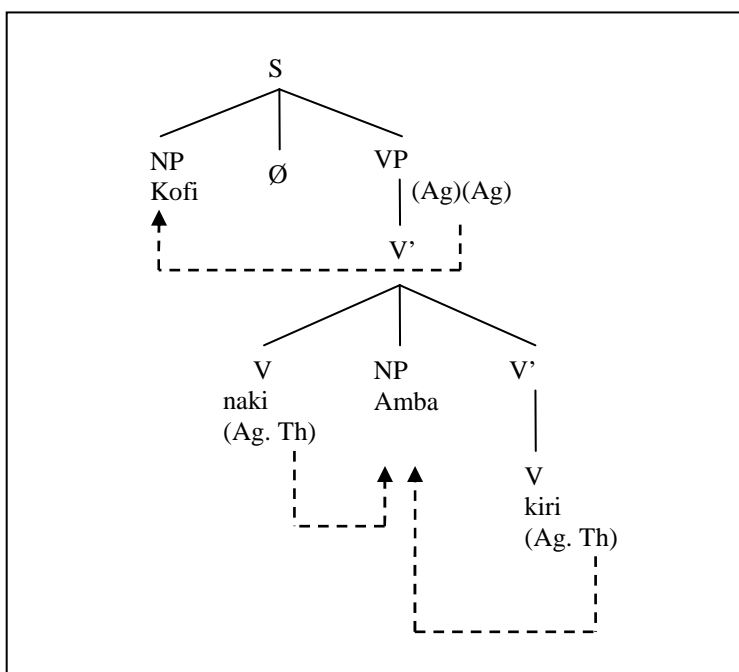 S
NP Ø VP
Kofi (Ag)(Ag)
V’
V NP V’
naki Amba
(Ag. Th)
V
kiri
(Ag. Th)